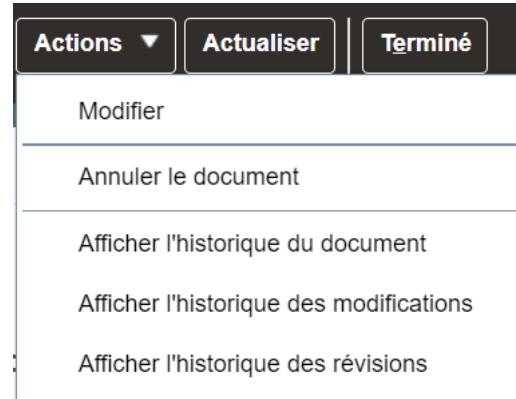 Actions ▼ Actualiser Terminé
Modifier
Annuler le document
Afficher l'historique du document
Afficher l'historique des modifications
Afficher l'historique des révisions